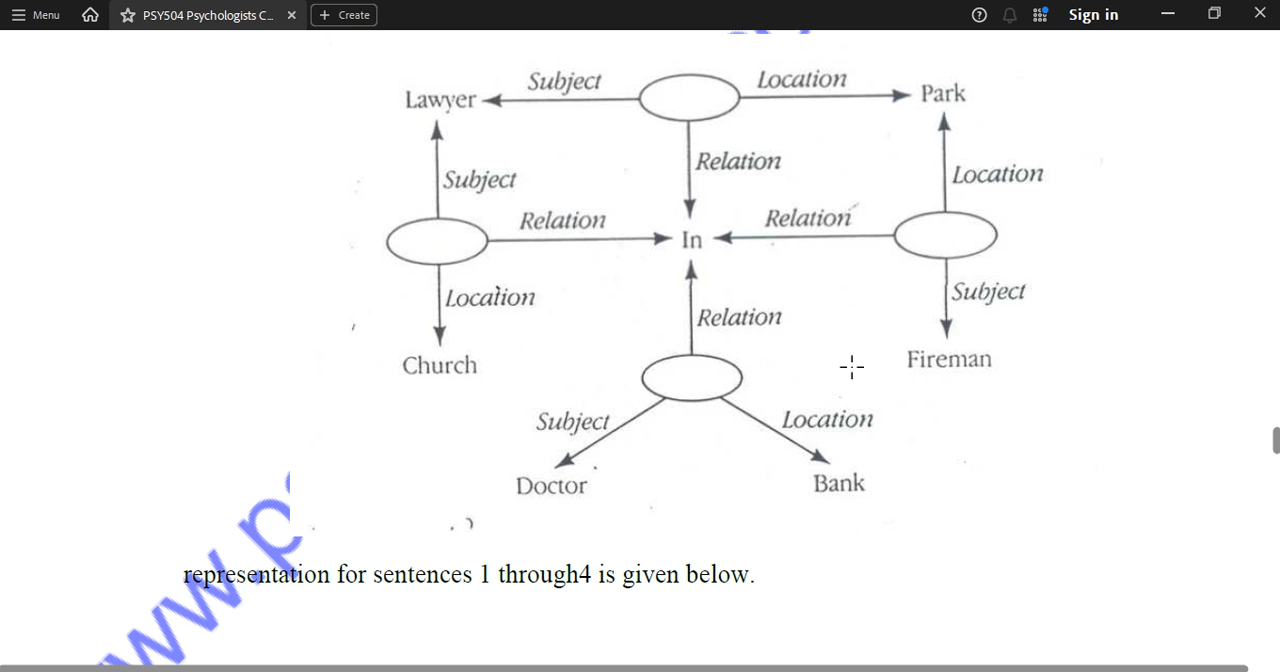 Menu
PSY504 Psychologists C...
Create
Sign in
Subject
Location
Lawyer
Park
Relation
Subject
Location
Relation
Relation
In
Location
Subject
Relation
Church
Fireman
Subject
Location
Doctor
Bank
representation for sentences 1 through4 is given below.
www.p